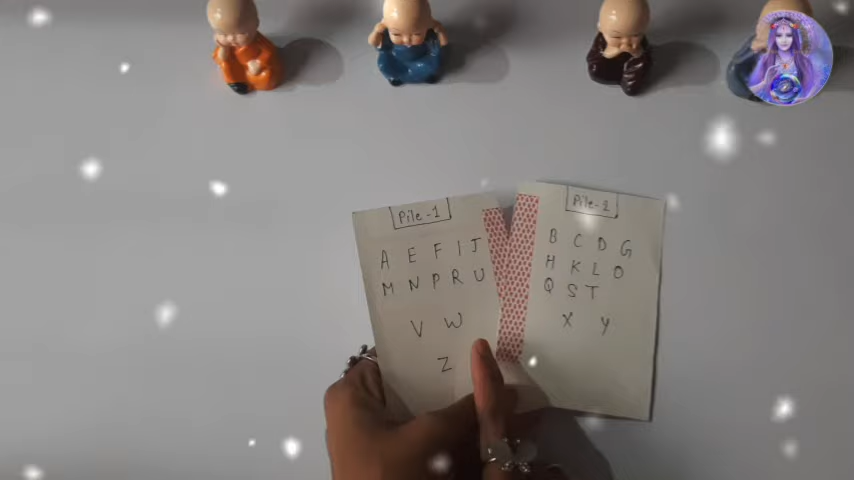 Pile-1
A E F I J
M N P R U
V W
Z
Pile-2
B C D G
H K L O
Q S T
X Y